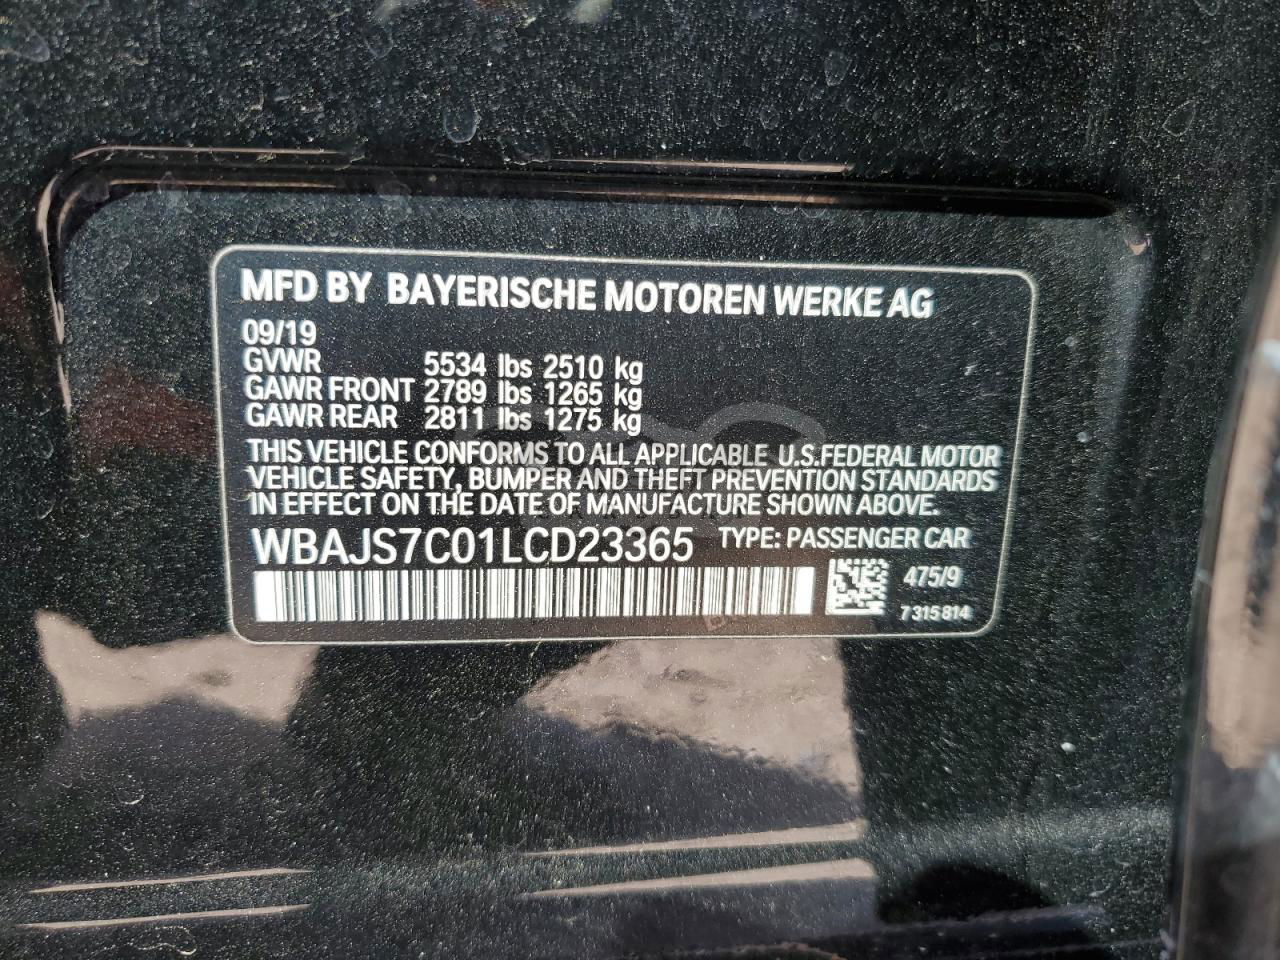 MFD BY BAYERISCHE MOTOREN WERKE AG
09/19
GVWR 5534 lbs 2510 kg
GAWR FRONT 2789 lbs 1265 kg
GAWR REAR 2811 lbs 1275 kg
THIS VEHICLE CONFORMS TO ALL APPLICABLE U.S.FEDERAL MOTOR
VEHICLE SAFETY, BUMPER AND THEFT PREVENTION STANDARDS
IN EFFECT ON THE DATE OF MANUFACTURE SHOWN ABOVE.
WBAJS7C01LCD23365 TYPE: PASSENGER CAR
475/9
7315814